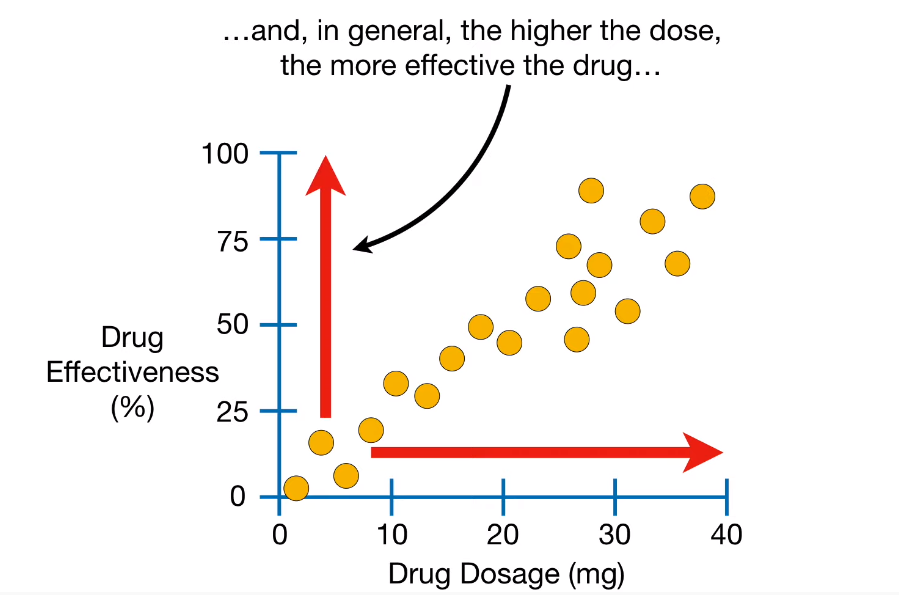 …and, in general, the higher the dose,
the more effective the drug…
100
75
50
25
0
Drug
Effectiveness
(%)
0 10 20 30 40
Drug Dosage (mg)